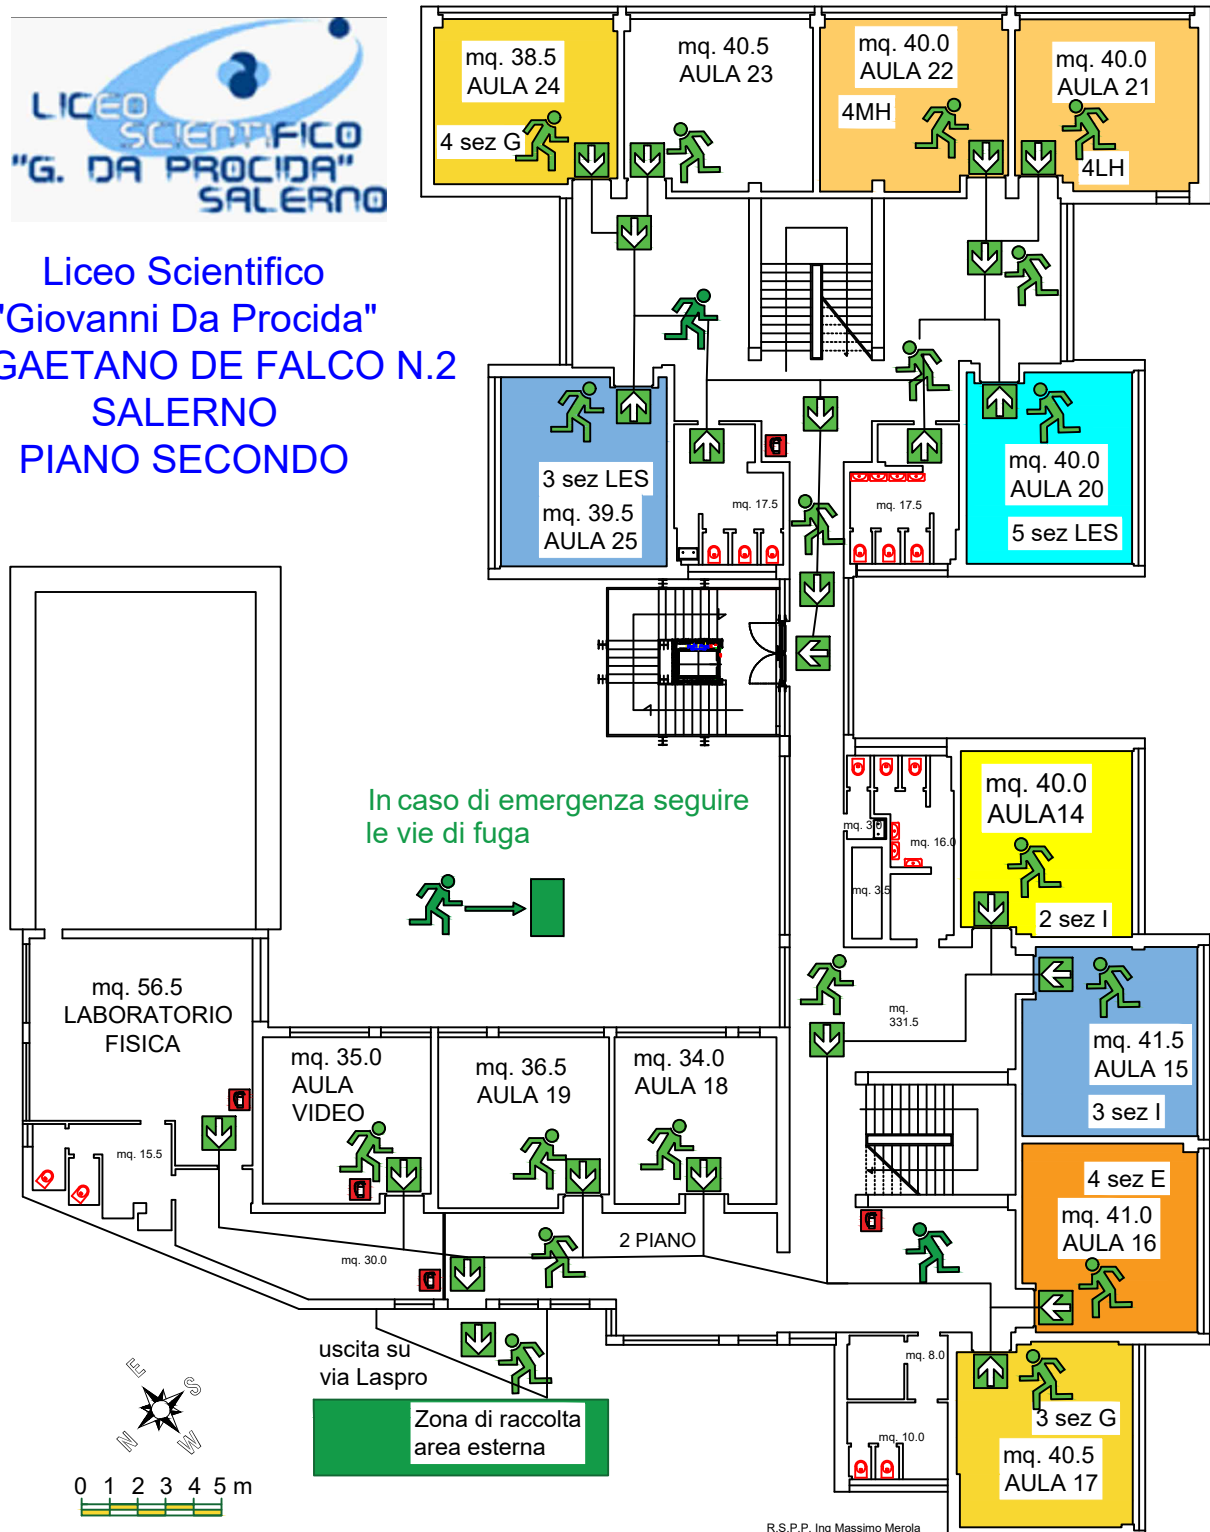 LICEO
SCIENTIFICO
"G. DA PROCIDA"
SALERNO
Liceo Scientifico
"Giovanni Da Procida"
GAETANO DE FALCO N.2
SALERNO
PIANO SECONDO
mq. 38.5
AULA 24
4 sez G
mq. 40.5
AULA 23
mq. 40.0
AULA 22
4MH
mq. 40.0
AULA 21
4LH
3 sez LES
mq. 39.5
AULA 25
mq. 17.5
mq. 17.5
mq. 40.0
AULA 20
5 sez LES
In caso di emergenza seguire
le vie di fuga
mq. 3.0
mq. 16.0
mq. 3.5
mq. 40.0
AULA14
2 sez I
mq.
331.5
mq. 41.5
AULA 15
3 sez I
mq. 56.5
LABORATORIO
FISICA
mq. 35.0
AULA
VIDEO
mq. 36.5
AULA 19
mq. 34.0
AULA 18
mq. 15.5
4 sez E
mq. 41.0
AULA 16
2 PIANO
mq. 30.0
uscita su
via Laspro
Zona di raccolta
area esterna
mq. 8.0
mq. 10.0
3 sez G
mq. 40.5
AULA 17
E
S
N
W
0 1 2 3 4 5 m
R.S.P.P. Ing Massimo Merola